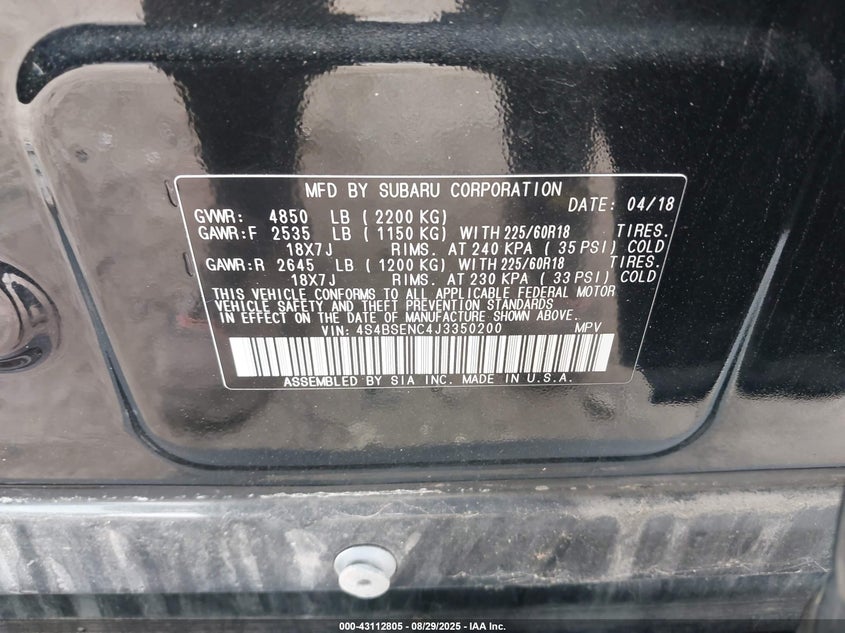 MFD BY SUBARU CORPORATION
DATE: 04/18
GVWR: 4850 LB (2200 KG)
GAWR:F 2535 LB (1150 KG) WITH 225/60R18 TIRES.
18X7J RIMS. AT 240 KPA (35 PSI) COLD
GAWR:R 2645 LB (1200 KG) WITH 225/60R18 TIRES.
18X7J RIMS. AT 230 KPA (33 PSI) COLD
THIS VEHICLE CONFORMS TO ALL APPLICABLE FEDERAL MOTOR
VEHICLE SAFETY AND THEFT PREVENTION STANDARDS
IN EFFECT ON THE DATE OF MANUFACTURE SHOWN ABOVE.
VIN: 4S4BSENC4J3350200 MPV
ASSEMBLED BY SIA INC. MADE IN U.S.A.
000-43112805 - 08/29/2025 - IAA Inc.